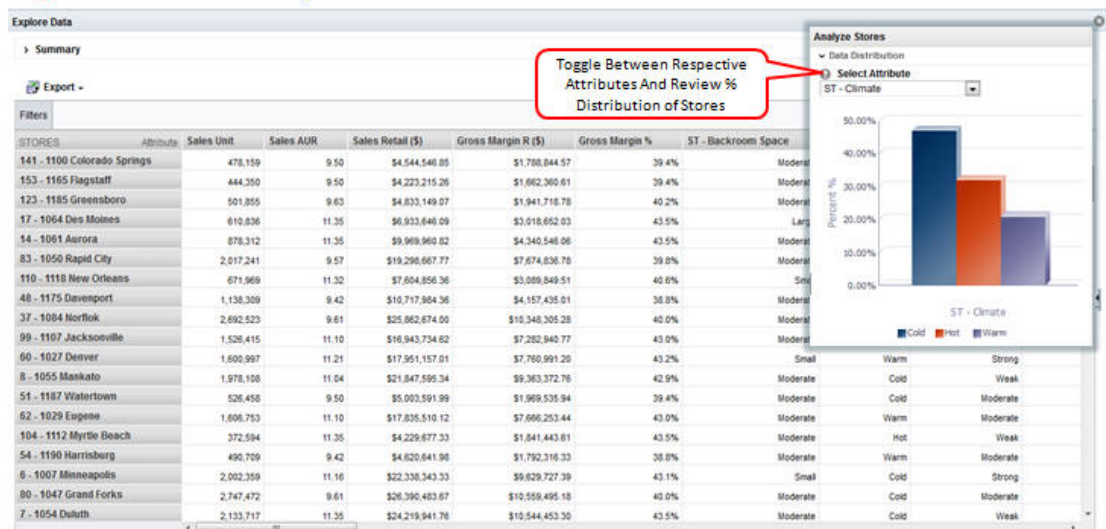 Explore Data
Summary
Export
Filters
Toggle Between Respective
Attributes And Review %
Distribution of Stores
Analyze Stores
Data Distribution
Select Attribute
ST - Climate
50.00%
40.00%
30.00%
20.00%
10.00%
0.00%
Percent %
ST - Climate
Cold Hot Warm
STORES Attribute Sales Unit Sales AUR Sales Retail ($) Gross Margin R ($) Gross Margin % ST - Backroom Space
141 - 1100 Colorado Springs 478,159 9.50 $4,544,546.85 $1,788,844.57 39.4% Moderat
153 - 1165 Flagstaff 444,350 9.50 $4,223,215.26 $1,662,360.61 39.4% Moderat
123 - 1185 Greensboro 501,855 9.63 $4,833,149.07 $1,941,718.78 40.2% Moderat
17 - 1064 Des Moines 610,836 11.35 $6,933,646.09 $3,018,652.03 43.5% Larg
14 - 1061 Aurora 878,312 11.35 $9,969,960.82 $4,340,546.06 43.5% Moderat
83 - 1050 Rapid City 2,017,241 9.57 $19,298,667.77 $7,674,836.78 39.8% Moderat
110 - 1118 New Orleans 671,969 11.32 $7,604,856.36 $3,089,849.51 40.6% Sm
48 - 1175 Davenport 1,138,309 9.42 $10,717,984.36 $4,157,435.01 38.8% Moderat
37 - 1084 Norflok 2,692,523 9.61 $25,862,674.00 $10,348,305.28 40.0% Moderat
99 - 1107 Jacksonville 1,526,415 11.10 $16,943,734.62 $7,282,940.77 43.0% Moderat
60 - 1027 Denver 1,600,997 11.21 $17,951,157.01 $7,760,991.20 43.2% Small Warm Strong
8 - 1055 Mankato 1,978,108 11.04 $21,847,595.34 $9,363,372.76 42.9% Moderate Cold Weak
51 - 1187 Watertown 526,458 9.50 $5,003,591.99 $1,969,535.94 39.4% Moderate Cold Moderate
62 - 1029 Eugene 1,606,753 11.10 $17,835,510.12 $7,666,253.44 43.0% Moderate Warm Moderate
104 - 1112 Myrtle Beach 372,594 11.35 $4,229,677.33 $1,841,443.61 43.5% Moderate Hot Weak
54 - 1190 Harrisburg 490,709 9.42 $4,620,641.98 $1,792,316.33 38.8% Moderate Warm Moderate
6 - 1007 Minneapolis 2,002,359 11.16 $22,338,343.33 $9,629,727.39 43.1% Small Cold Strong
80 - 1047 Grand Forks 2,747,472 9.61 $26,390,483.67 $10,559,495.18 40.0% Moderate Cold Moderate
7 - 1054 Duluth 2,133,717 11.35 $24,219,941.76 $10,544,453.30 43.5% Moderate Cold Weak